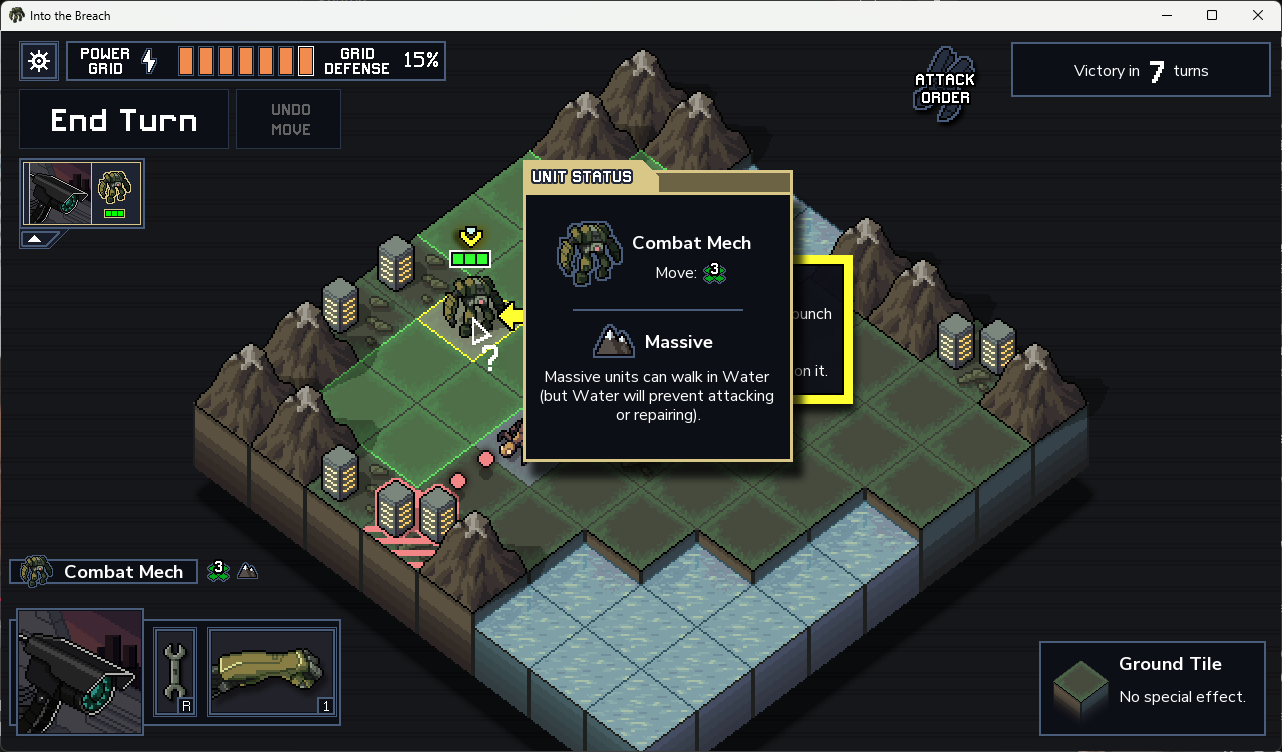 Into the Breach
POWER
GRID
GRID
DEFENSE
15%
ATTACK
ORDER
Victory in 7 turns
End Turn
UNDO
MOVE
UNIT STATUS
Combat Mech
Move: 3
Massive
Massive units can walk in Water
(but Water will prevent attacking
or repairing).
on it.
?
Combat Mech
3
R
1
Ground Tile
No special effect.